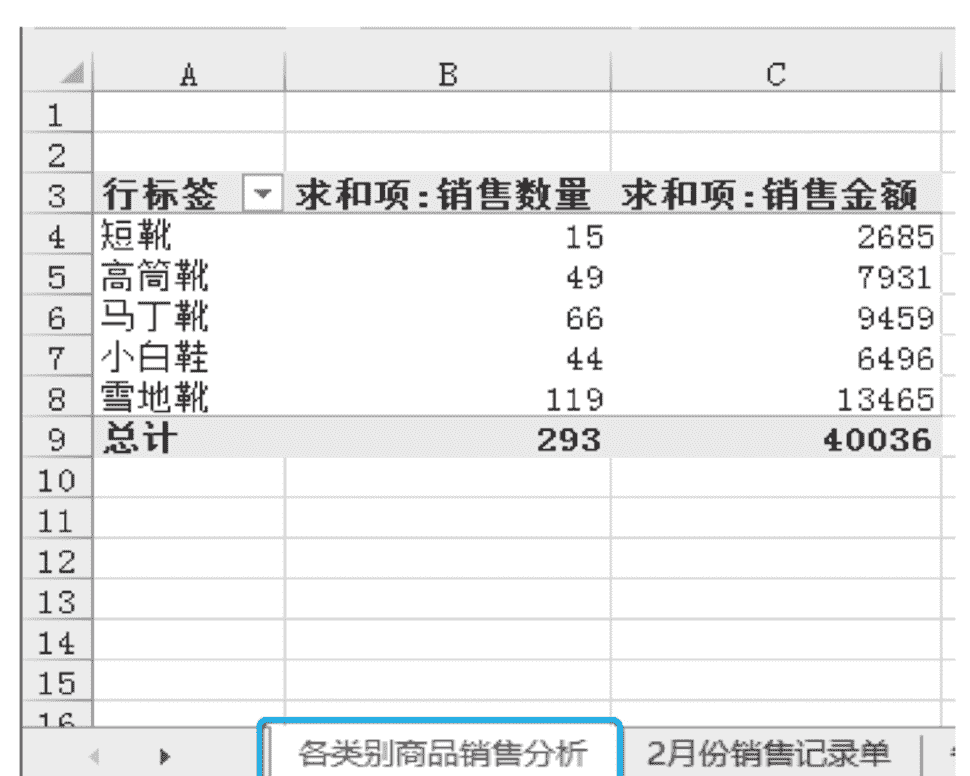 A B C
1
2
3 行标签 求和项:销售数量 求和项:销售金额
4 短靴 15 2685
5 高筒靴 49 7931
6 马丁靴 66 9459
7 小白鞋 44 6496
8 雪地靴 119 13465
9 总计 293 40036
10
11
12
13
14
15
16
各类别商品销售分析 2月份销售记录单